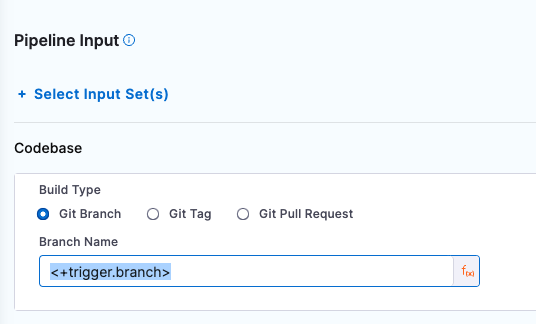 Pipeline Input
+ Select Input Set(s)
Codebase
Build Type
Git Branch Git Tag Git Pull Request
Branch Name
<+trigger.branch> f(x)